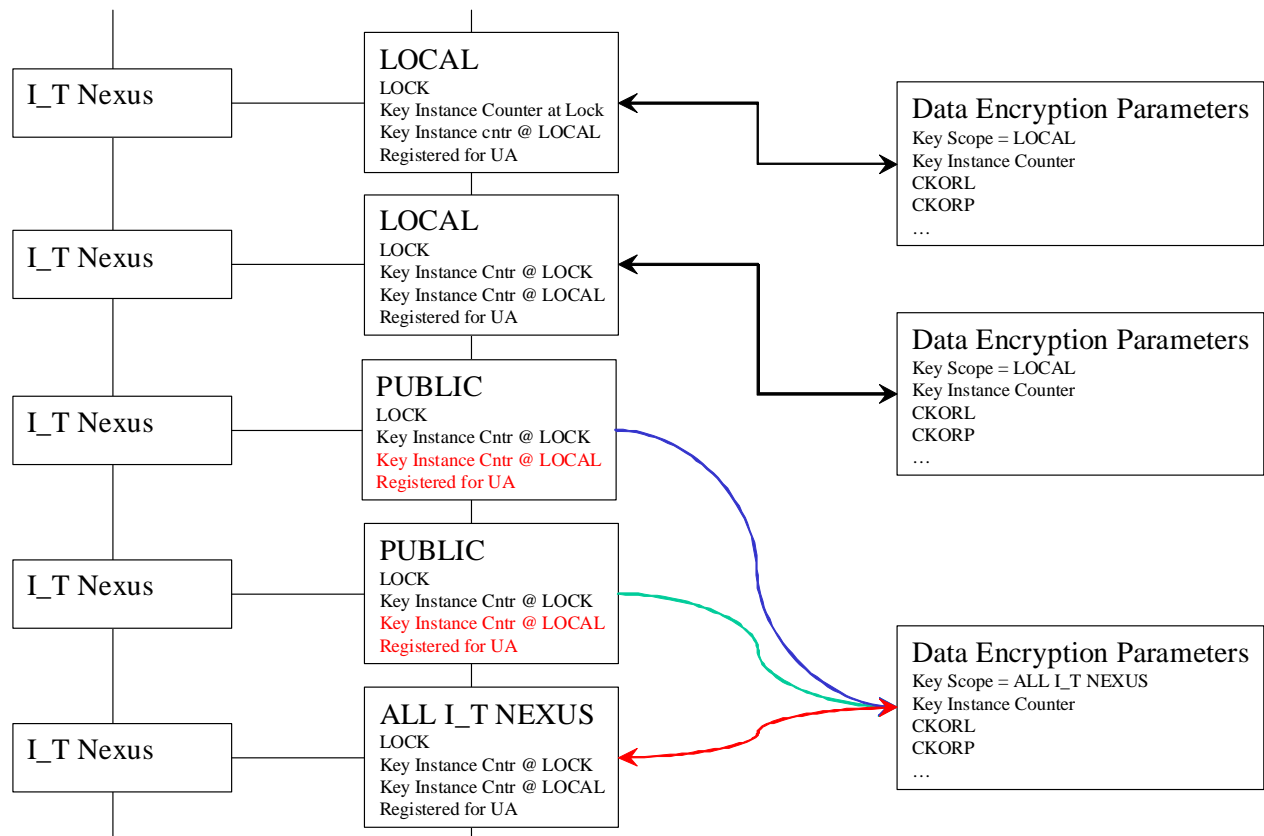 I_T Nexus
LOCAL
LOCK
Key Instance Counter at Lock
Key Instance cntr @ LOCAL
Registered for UA
Data Encryption Parameters
Key Scope = LOCAL
Key Instance Counter
CKORL
CKORP
…
I_T Nexus
LOCAL
LOCK
Key Instance Cntr @ LOCK
Key Instance Cntr @ LOCAL
Registered for UA
Data Encryption Parameters
Key Scope = LOCAL
Key Instance Counter
CKORL
CKORP
…
I_T Nexus
PUBLIC
LOCK
Key Instance Cntr @ LOCK
Key Instance Cntr @ LOCAL
Registered for UA
I_T Nexus
PUBLIC
LOCK
Key Instance Cntr @ LOCK
Key Instance Cntr @ LOCAL
Registered for UA
Data Encryption Parameters
Key Scope = ALL I_T NEXUS
Key Instance Counter
CKORL
CKORP
…
I_T Nexus
ALL I_T NEXUS
LOCK
Key Instance Cntr @ LOCK
Key Instance Cntr @ LOCAL
Registered for UA